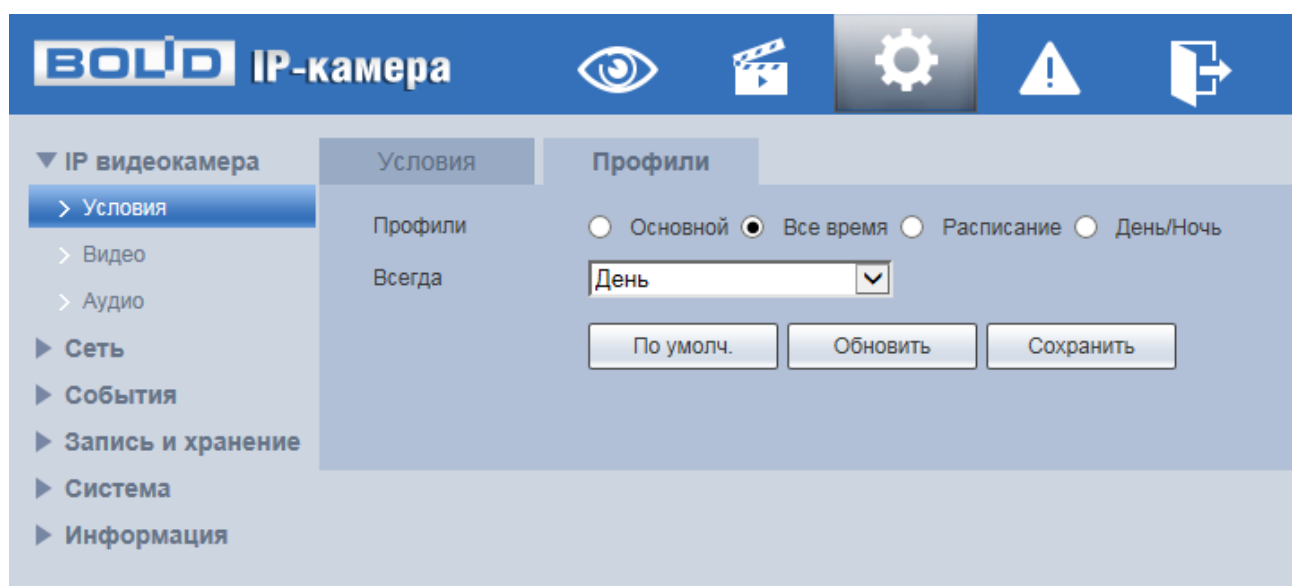 BOLID IP-камера
IP видеокамера
Условия
Видео
Аудио
Сеть
События
Запись и хранение
Система
Информация
Условия Профили
Профили Основной Все время Расписание День/Ночь
Всегда День
По умолч. Обновить Сохранить